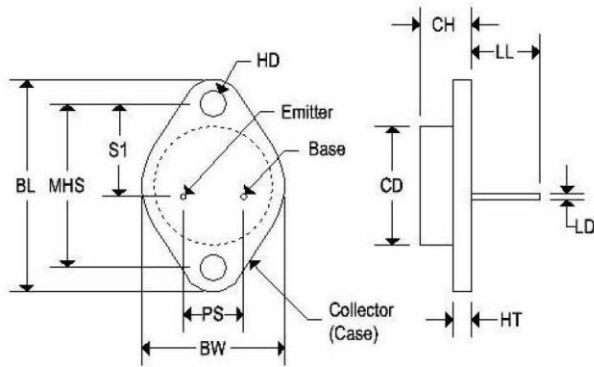 CH
LL
HD
Emitter
S1
Base
BL
MHS
CD
LD
PS
Collector
(Case)
HT
BW